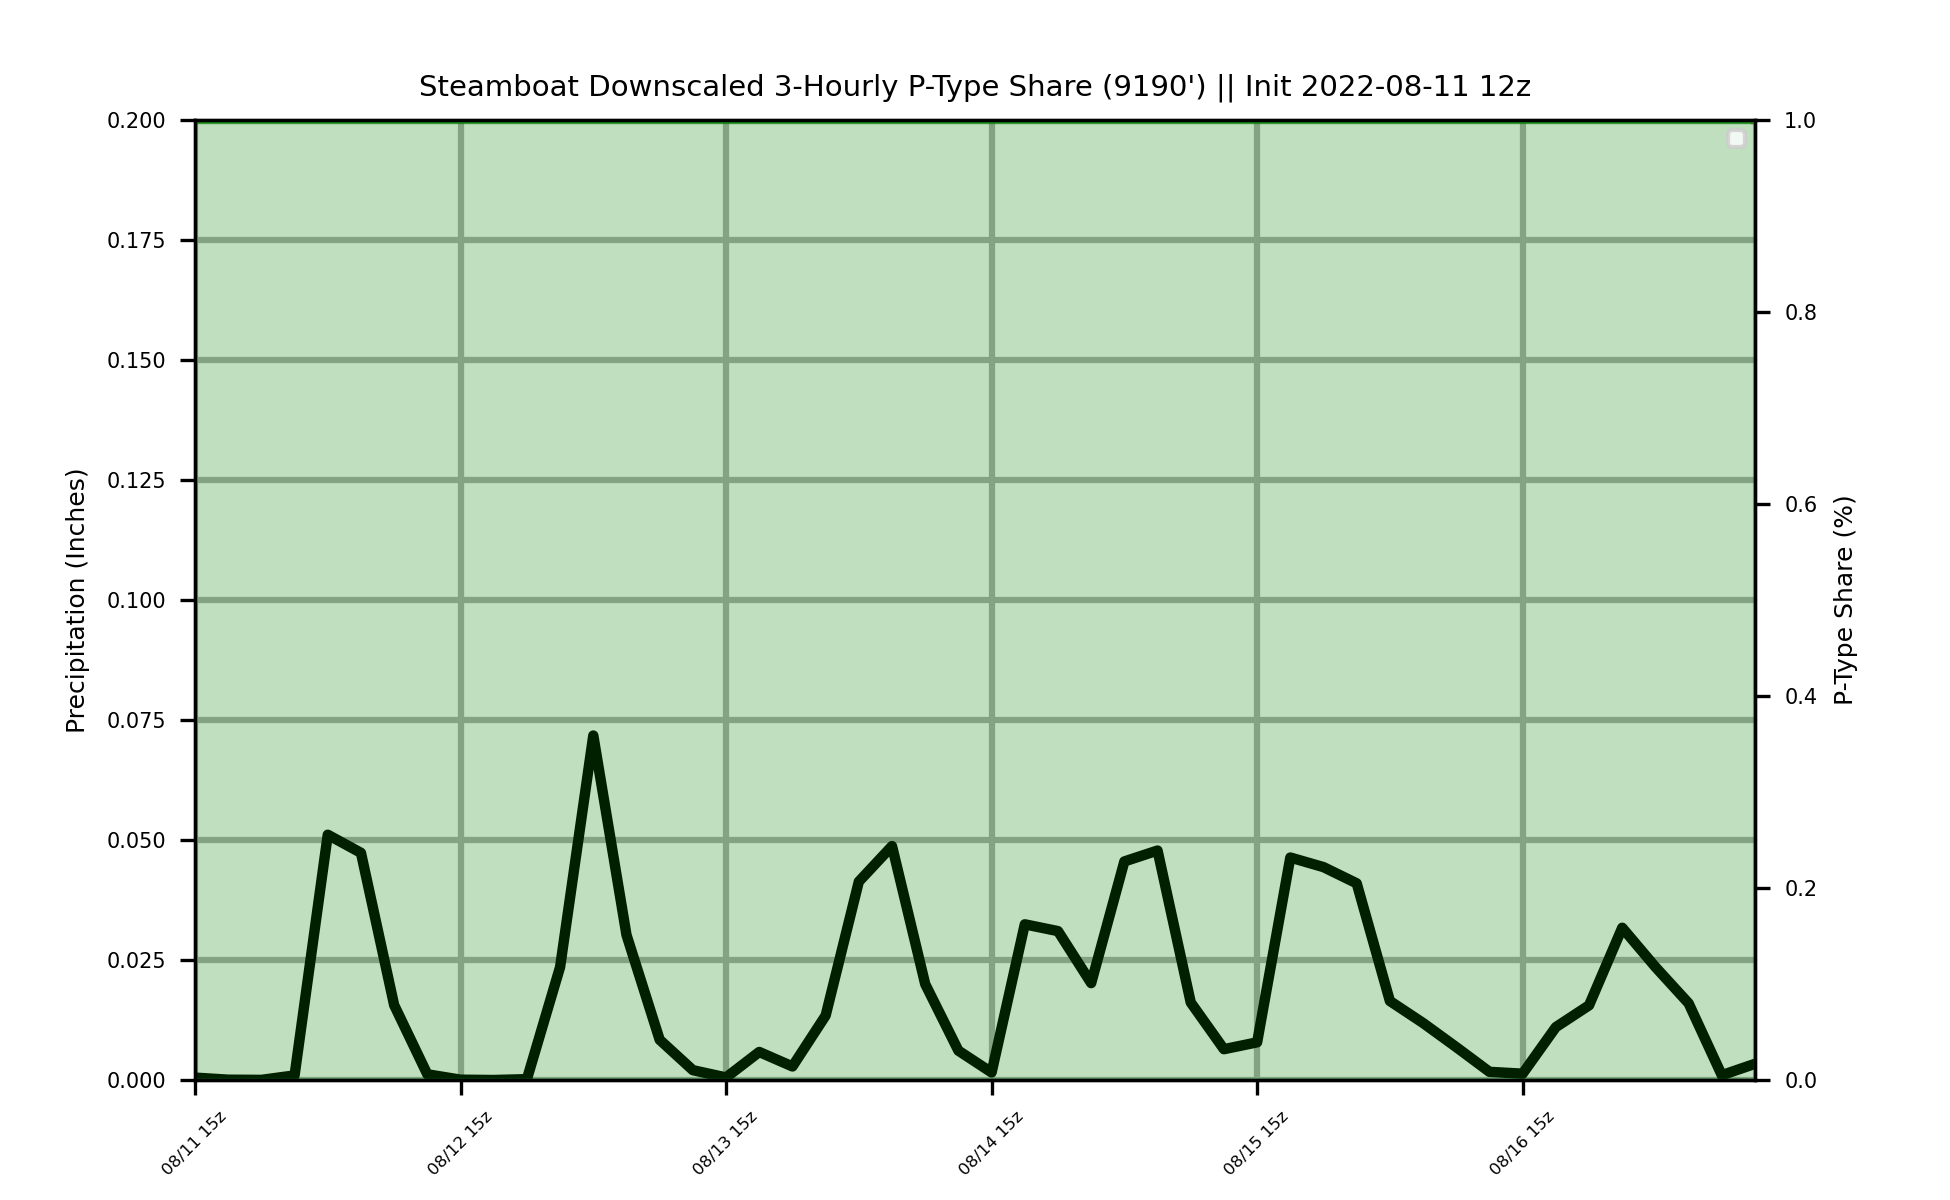 Steamboat Downscaled 3-Hourly P-Type Share (9190') || Init 2022-08-11 12z
Precipitation (Inches)
0.200
0.175
0.150
0.125
0.100
0.075
0.050
0.025
0.000
1.0
0.8
0.6
0.4
0.2
0.0
P-Type Share (%)
08/11 15z
08/12 15z
08/13 15z
08/14 15z
08/15 15z
08/16 15z